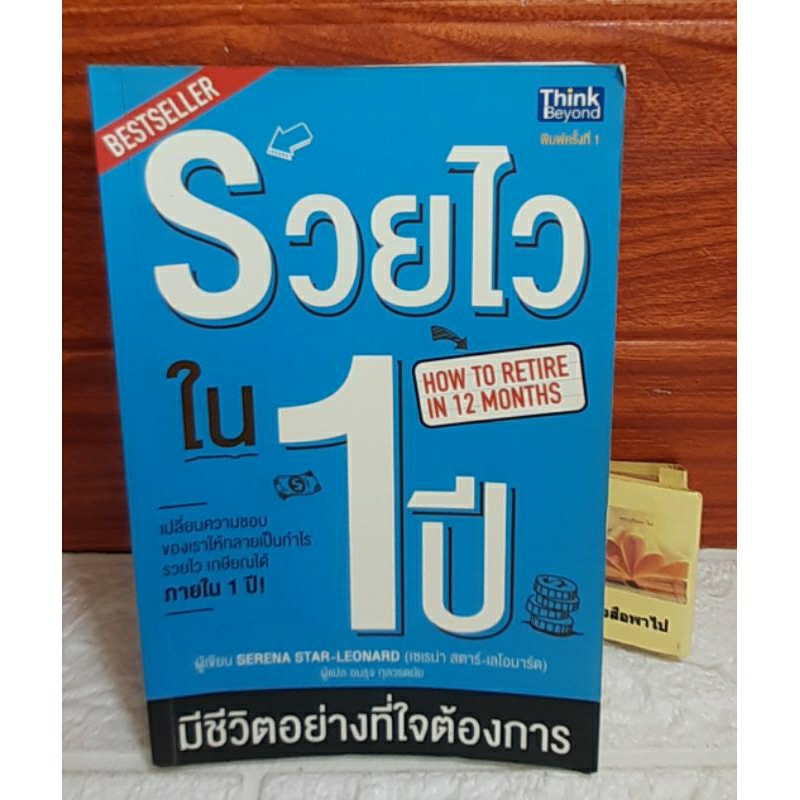 BESTSELLER
Think
Beyond
พิมพ์ครั้งที่ 1
รวยไว
ใน 1 ปี
HOW TO RETIRE
IN 12 MONTHS
เปลี่ยนความชอบ
ของเราให้กลายเป็นกำไร
รวยไว เกษียณได้
ภายใน 1 ปี!
ผู้เขียน SERENA STAR-LEONARD (เซเรน่า สตาร์-เลโอนาร์ด)
ผู้แปล
มีชีวิตอย่างที่ใจต้องการ